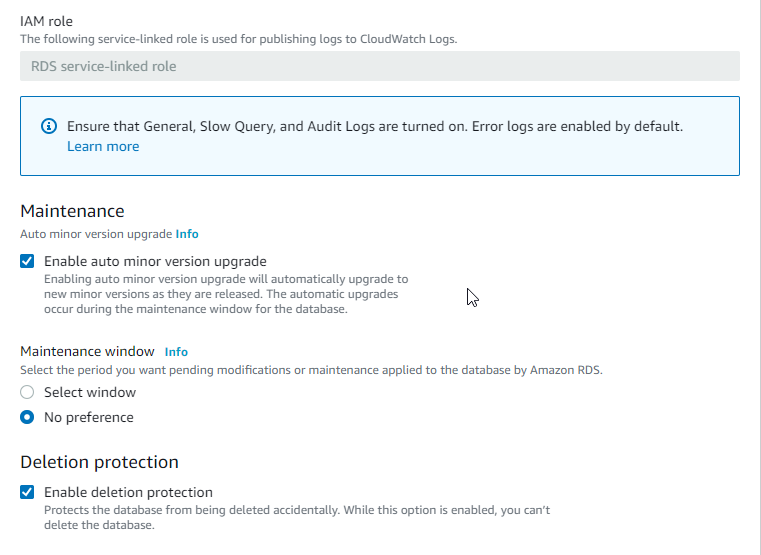 IAM role
The following service-linked role is used for publishing logs to CloudWatch Logs.
RDS service-linked role
Ensure that General, Slow Query, and Audit Logs are turned on. Error logs are enabled by default.
Learn more
Maintenance
Auto minor version upgrade Info
Enable auto minor version upgrade
Enabling auto minor version upgrade will automatically upgrade to
new minor versions as they are released. The automatic upgrades
occur during the maintenance window for the database.
Maintenance window Info
Select the period you want pending modifications or maintenance applied to the database by Amazon RDS.
Select window
No preference
Deletion protection
Enable deletion protection
Protects the database from being deleted accidentally. While this option is enabled, you can't
delete the database.